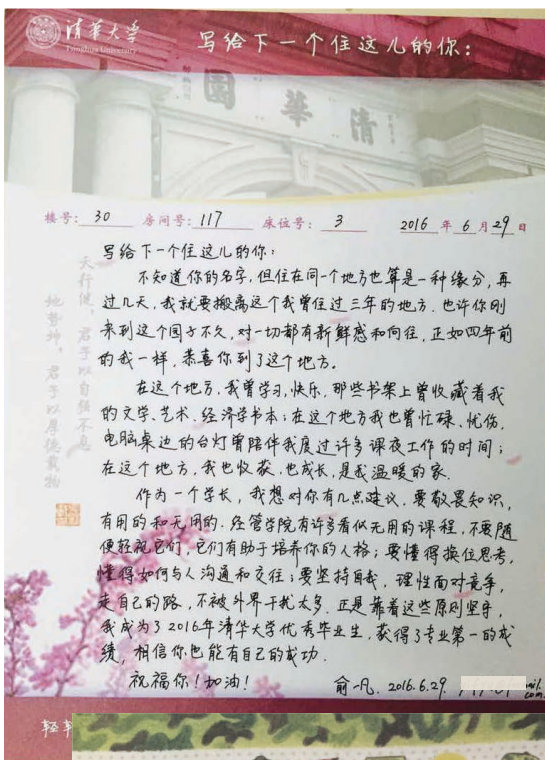 清華大学
Tsinghua University
写给下一个住这儿的你：
清華園
楼号：30 房间号：117 床位号：3 2016年6月29日
写给下一个住这儿的你：
不知道你的名字，但住在同一个地方也算是一种缘分，再
过几天，我就要搬离这个我曾住过三年的地方．也许你刚
来到这个园子不久，对一切都有新鲜感和向往，正如四年前
的我一样，恭喜你到了这个地方。
在这个地方，我曾学习，快乐，那些书架上曾收藏着我
的文学、艺术、经济学书本；在这个地方我也曾忙碌、忧伤，
电脑桌边的台灯曾陪伴我度过许多深夜工作的时间；
在这个地方，我也收获，也成长，是我温暖的家．
作为一个学长，我想对你有几点建议．要敬畏知识，
有用的和无用的．经管学院有许多看似无用的课程，不要随
便轻视它们，它们有助于培养你的人格；要懂得换位思考，
懂得如何与人沟通和交往；要坚持自我，理性面对竞争，
走自己的路，不被外界干扰太多．正是靠着这些原则坚守，
我成为了2016年清华大学优秀毕业生，获得了专业第一的成
绩，相信你也能有自己的成功．
祝福你！加油！
俞一凡．2016.6.29．
天行健，君子以自强不息
地势坤，君子以厚德载物
轻轻